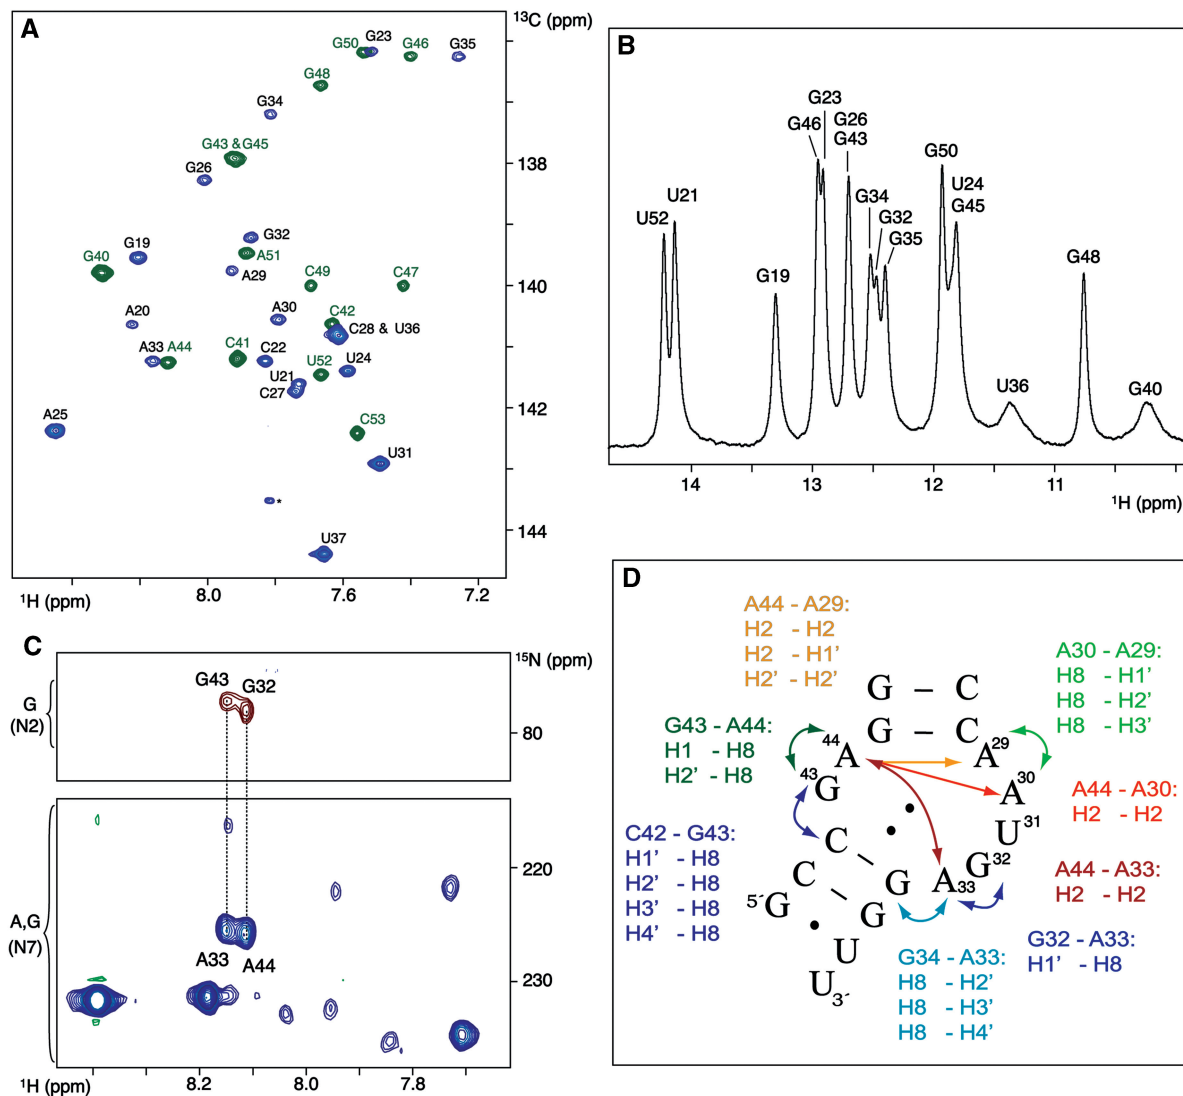 A
¹³C (ppm)
G50 G23 G46 G35
G48
G34
G43 & G45
G26
138
G32
G19
A51
G40
A29
C49 C47
140
A20
A30
C42
C28 & U36
A33 A44
C41
C22
U52
U24
U21
C27
A25
142
C53
U31
*
144
U37
¹H (ppm)
8.0 7.6 7.2
B
G23
G46
G26
G43
G50
U52 U21
G34
G32
G35
U24
G45
G19
G48
U36
G40
14 13 12 11
¹H (ppm)
C
¹⁵N (ppm)
G43 G32
G
(N2)
80
220
A,G
(N7)
A33 A44
230
¹H (ppm)
8.2 8.0 7.8
D
A44 - A29:
H2 - H2
H2 - H1'
H2' - H2'
A30 - A29:
H8 - H1'
H8 - H2'
H8 - H3'
G43 - A44:
H1 - H8
H2' - H8
A44 - A30:
H2 - H2
C42 - G43:
H1' - H8
H2' - H8
H3' - H8
H4' - H8
A44 - A33:
H2 - H2
G32 - A33:
H1' - H8
G34 - A33:
H8 - H2'
H8 - H3'
H8 - H4'
G – C
G – C
44 A A 29
43 G A 30
U 31
C G 32
C G A 33
5´ G G
U
U 3´